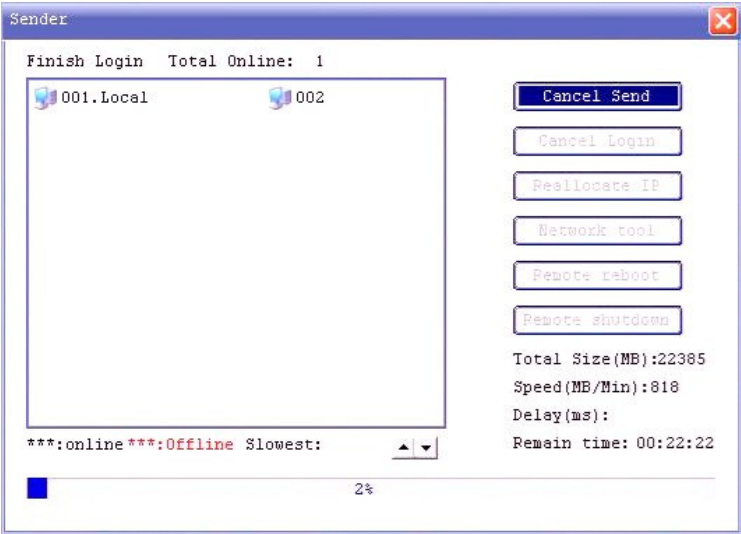 Sender
Finish Login Total Online: 1
001.Local 002
Cancel Send
Cancel Login
Reallocate IP
Network tool
Remote reboot
Remote shutdown
Total Size(MB):22385
Speed(MB/Min):818
Delay(ms):
Remain time: 00:22:22
***:online ***:Offline Slowest:
2%